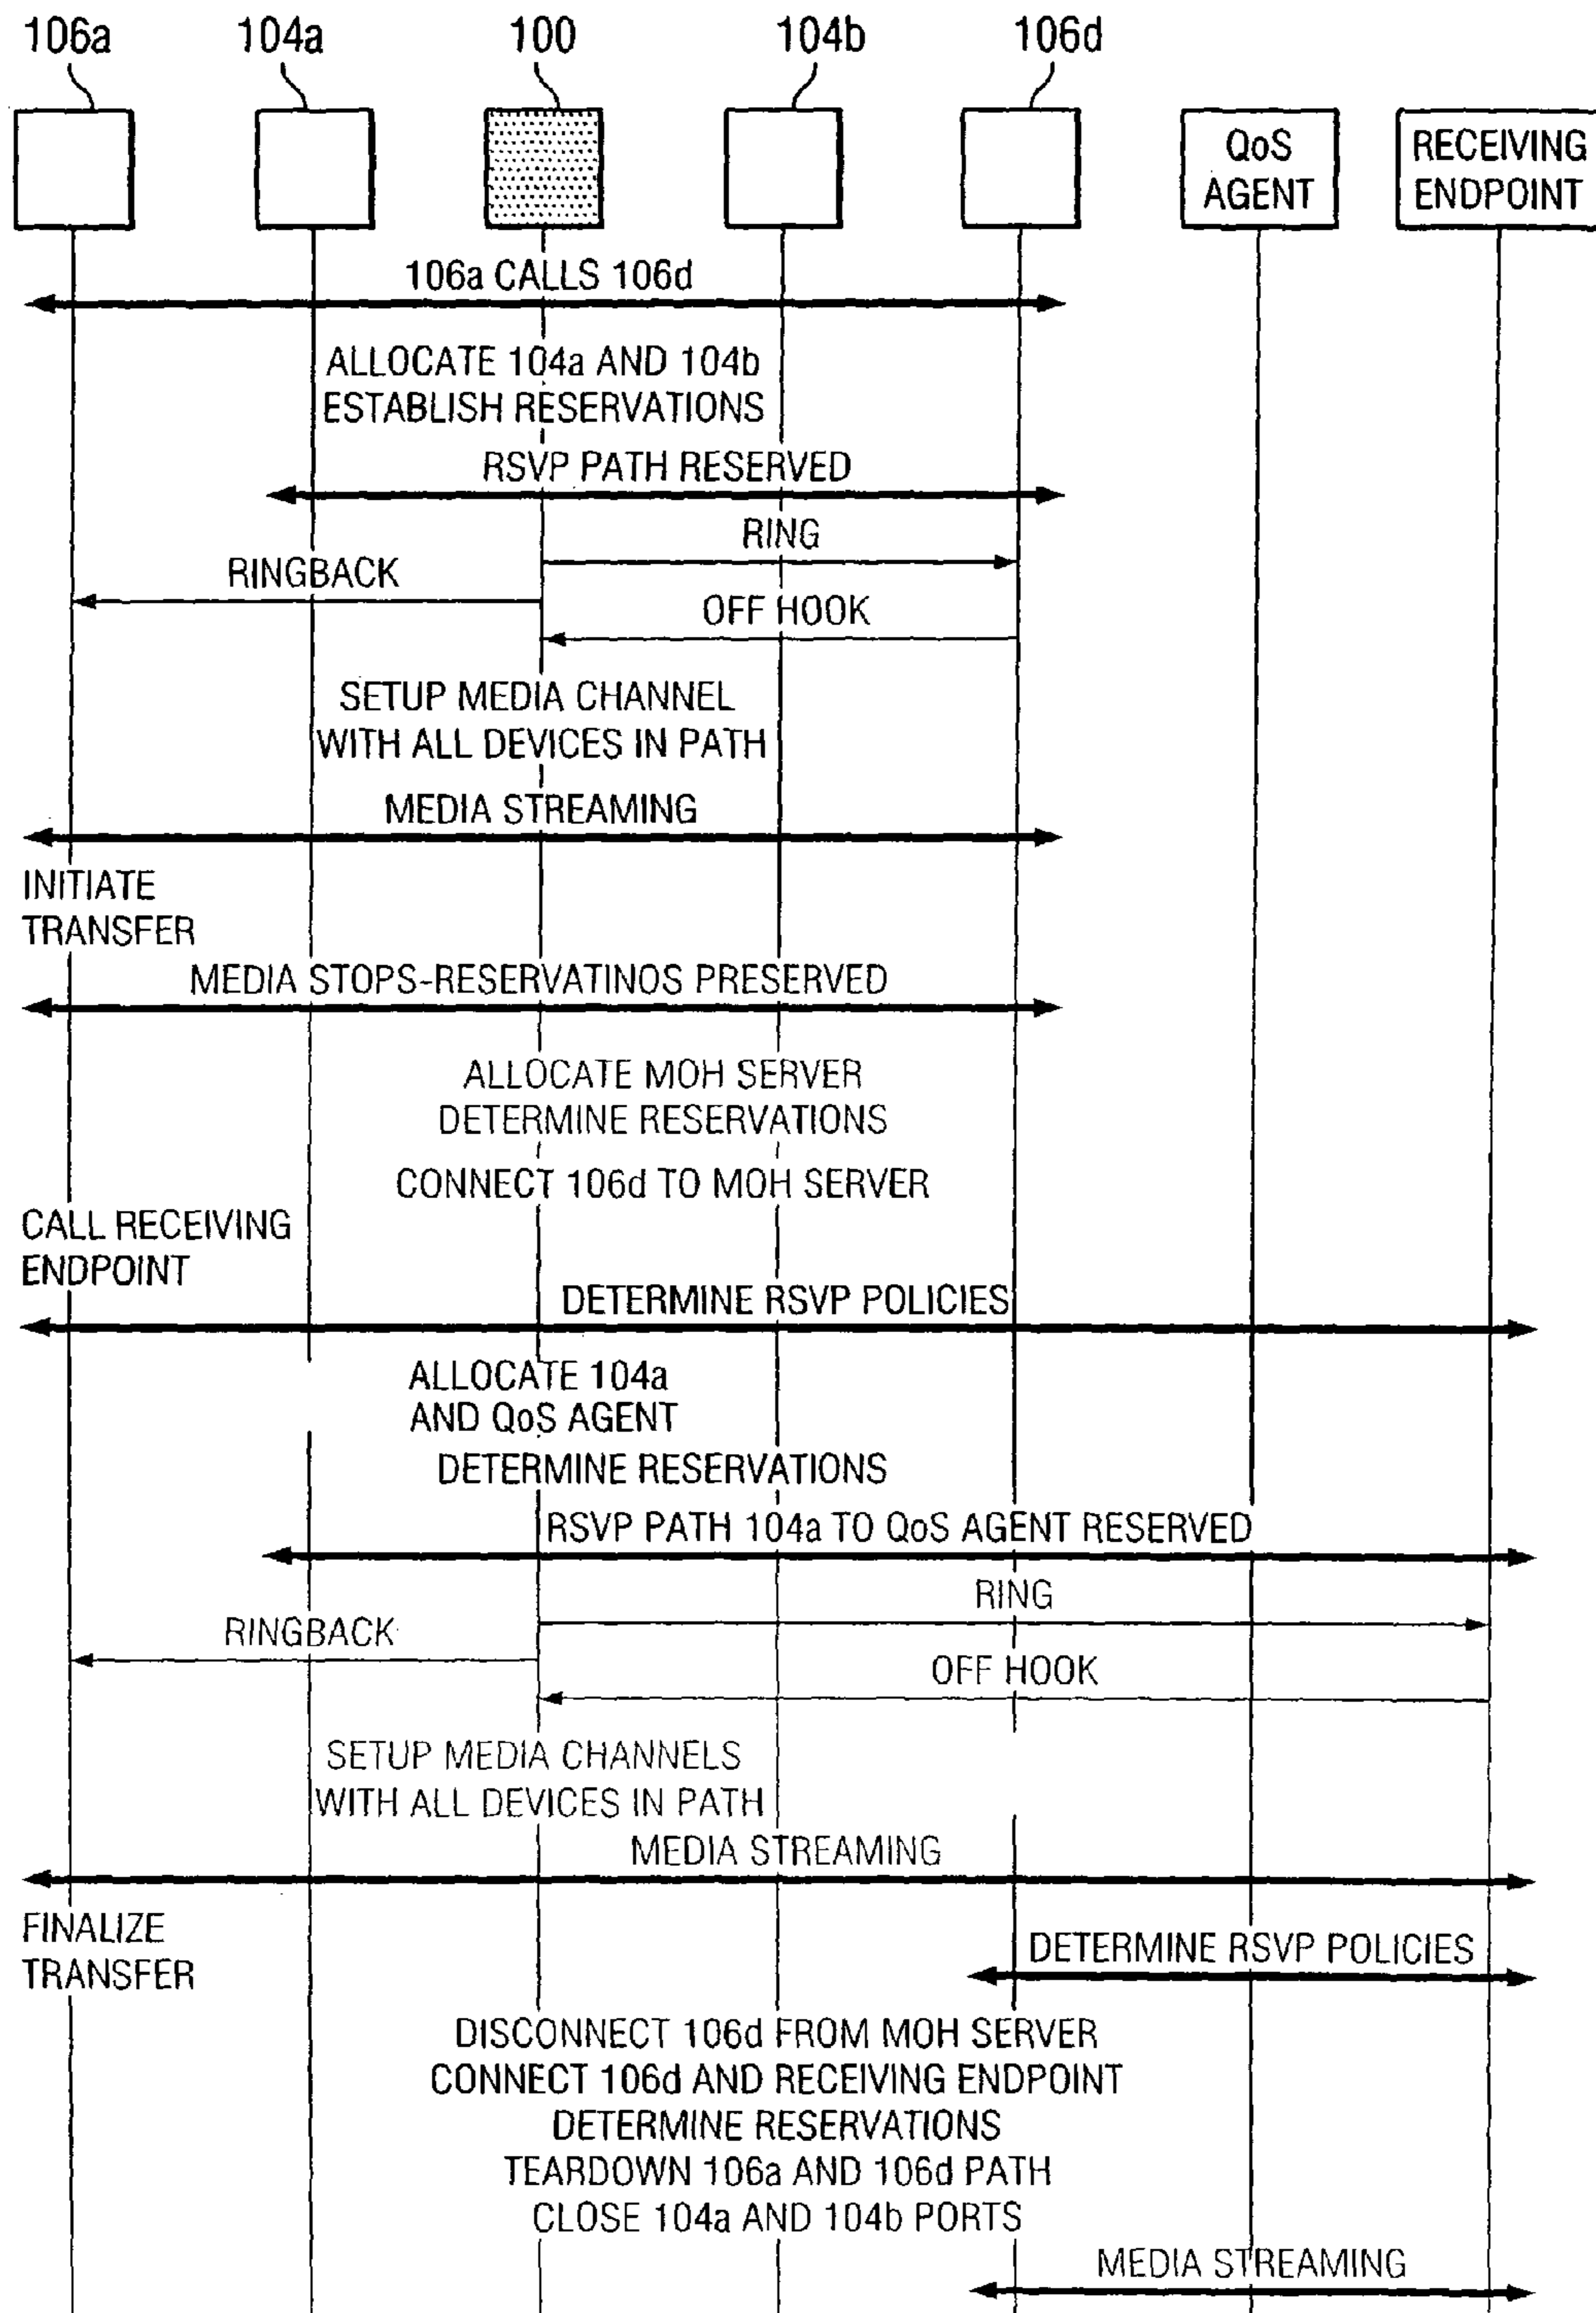 106a 104a 100 104b 106d
QoS
AGENT
RECEIVING
ENDPOINT
106a CALLS 106d
ALLOCATE 104a AND 104b
ESTABLISH RESERVATIONS
RSVP PATH RESERVED
RING
RINGBACK
OFF HOOK
SETUP MEDIA CHANNEL
WITH ALL DEVICES IN PATH
MEDIA STREAMING
INITIATE
TRANSFER
MEDIA STOPS-RESERVATINOS PRESERVED
ALLOCATE MOH SERVER
DETERMINE RESERVATIONS
CONNECT 106d TO MOH SERVER
CALL RECEIVING
ENDPOINT
DETERMINE RSVP POLICIES
ALLOCATE 104a
AND QoS AGENT
DETERMINE RESERVATIONS
RSVP PATH 104a TO QoS AGENT RESERVED
RING
RINGBACK
OFF HOOK
SETUP MEDIA CHANNELS
WITH ALL DEVICES IN PATH
MEDIA STREAMING
FINALIZE
TRANSFER
DETERMINE RSVP POLICIES
DISCONNECT 106d FROM MOH SERVER
CONNECT 106d AND RECEIVING ENDPOINT
DETERMINE RESERVATIONS
TEARDOWN 106a AND 106d PATH
CLOSE 104a AND 104b PORTS
MEDIA STREAMING